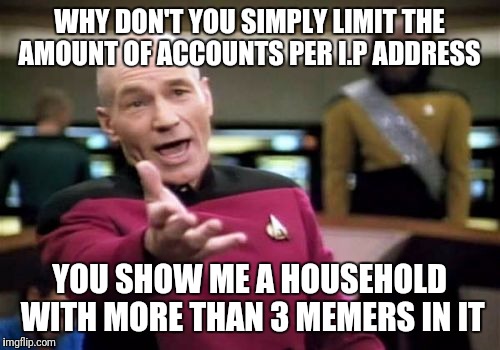 WHY DON'T YOU SIMPLY LIMIT THE
AMOUNT OF ACCOUNTS PER I.P ADDRESS
YOU SHOW ME A HOUSEHOLD
WITH MORE THAN 3 MEMERS IN IT
imgflip.com